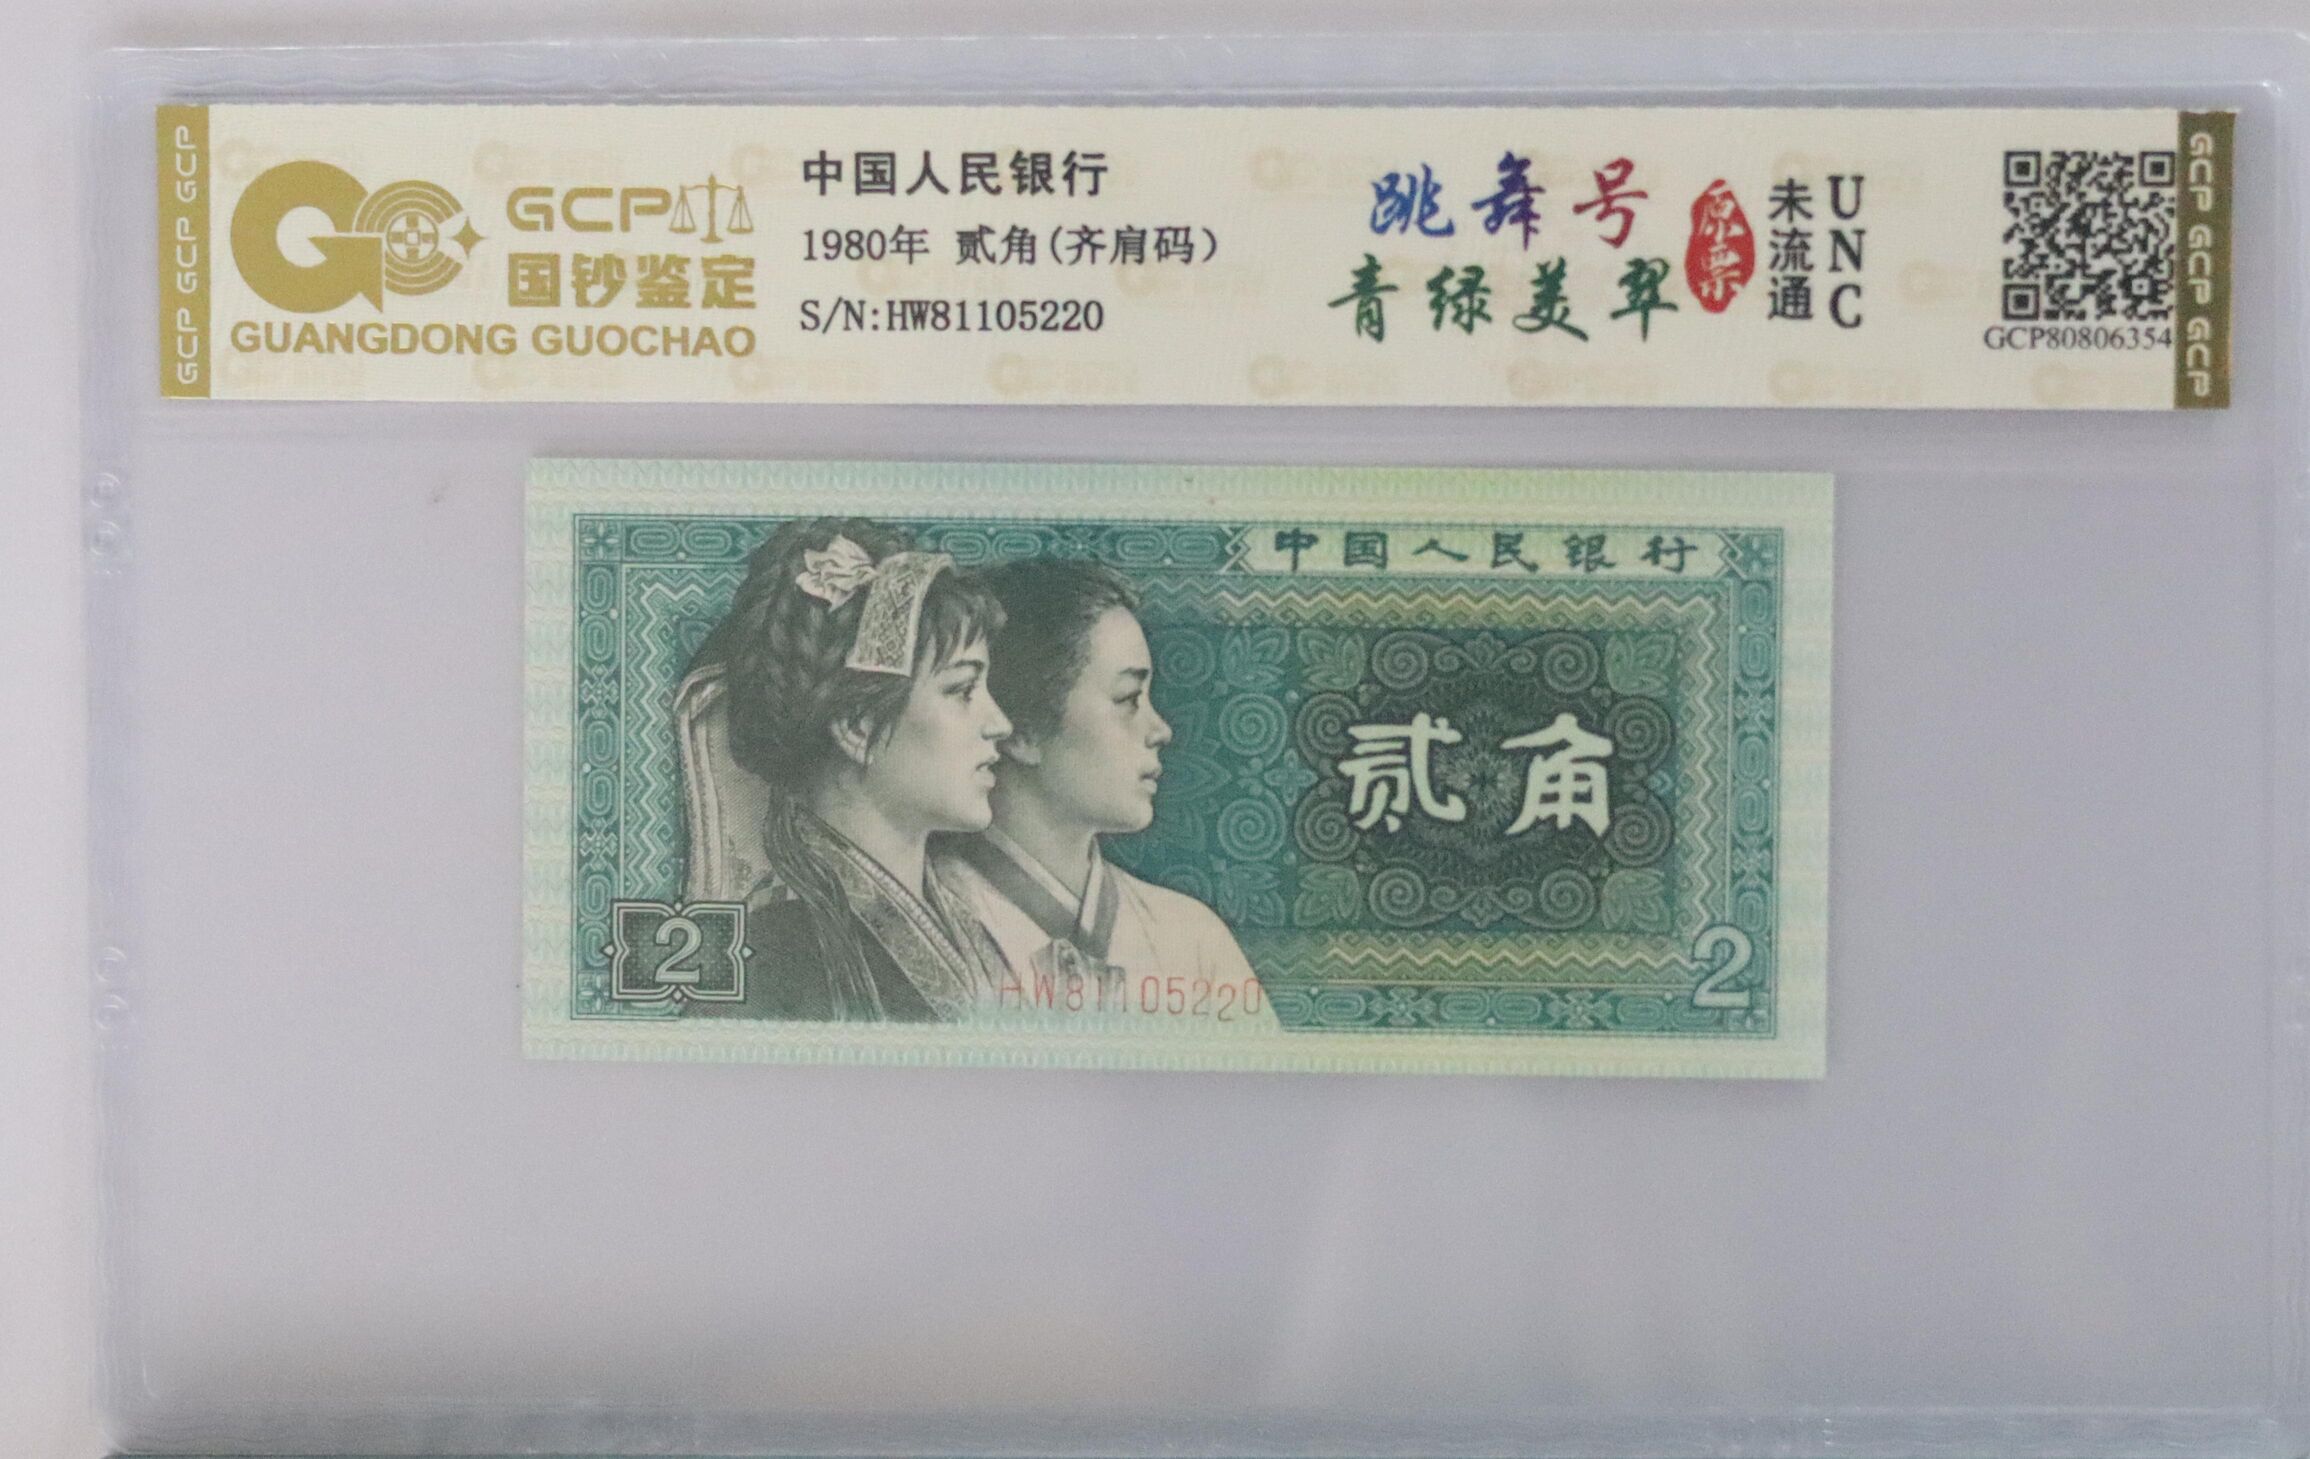 GCP GCP GCP
GCP
国钞鉴定
GUANGDONG GUOCHAO
中国人民银行
1980年 贰角(齐肩码)
S/N:HW81105220
跳舞号
青绿美翠
原票
未流通
UNC
GCP80806354
GCP GCP GCP
中国人民银行
贰角
2
2
HW81105220